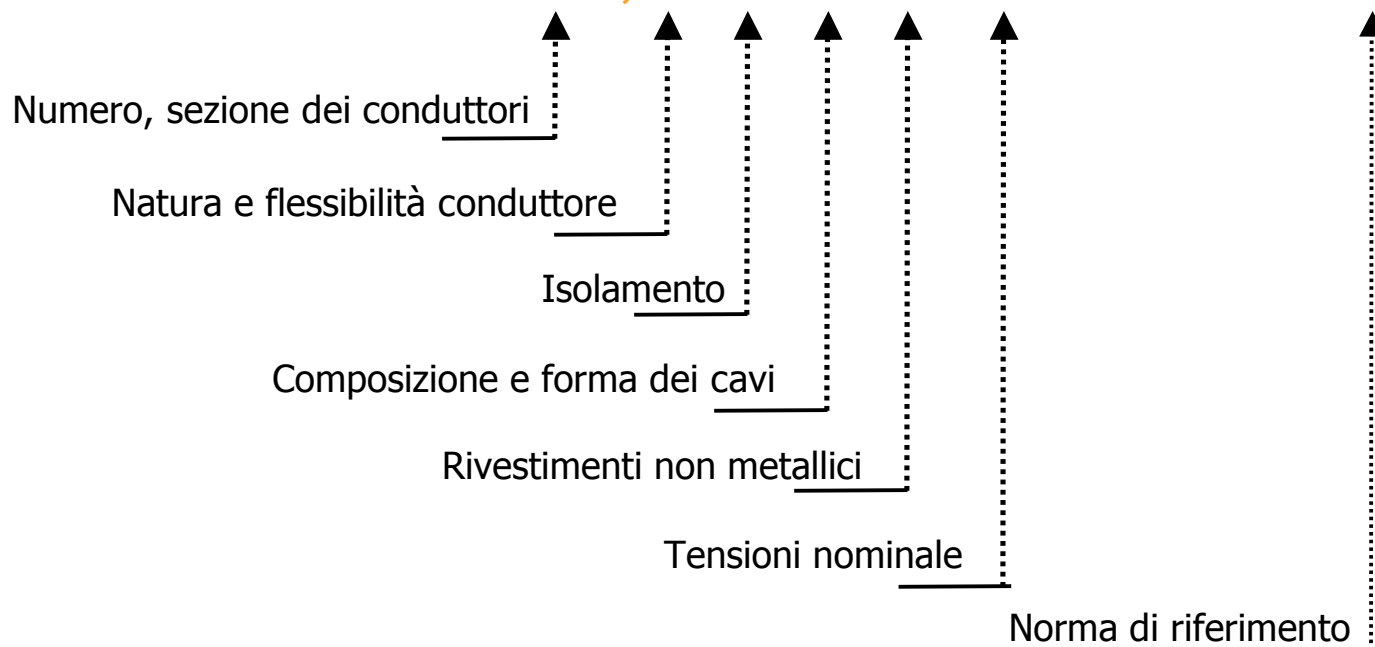 Numero, sezione dei conduttori
Natura e flessibilità conduttore
Isolamento
Composizione e forma dei cavi
Rivestimenti non metallici
Tensioni nominale
Norma di riferimento